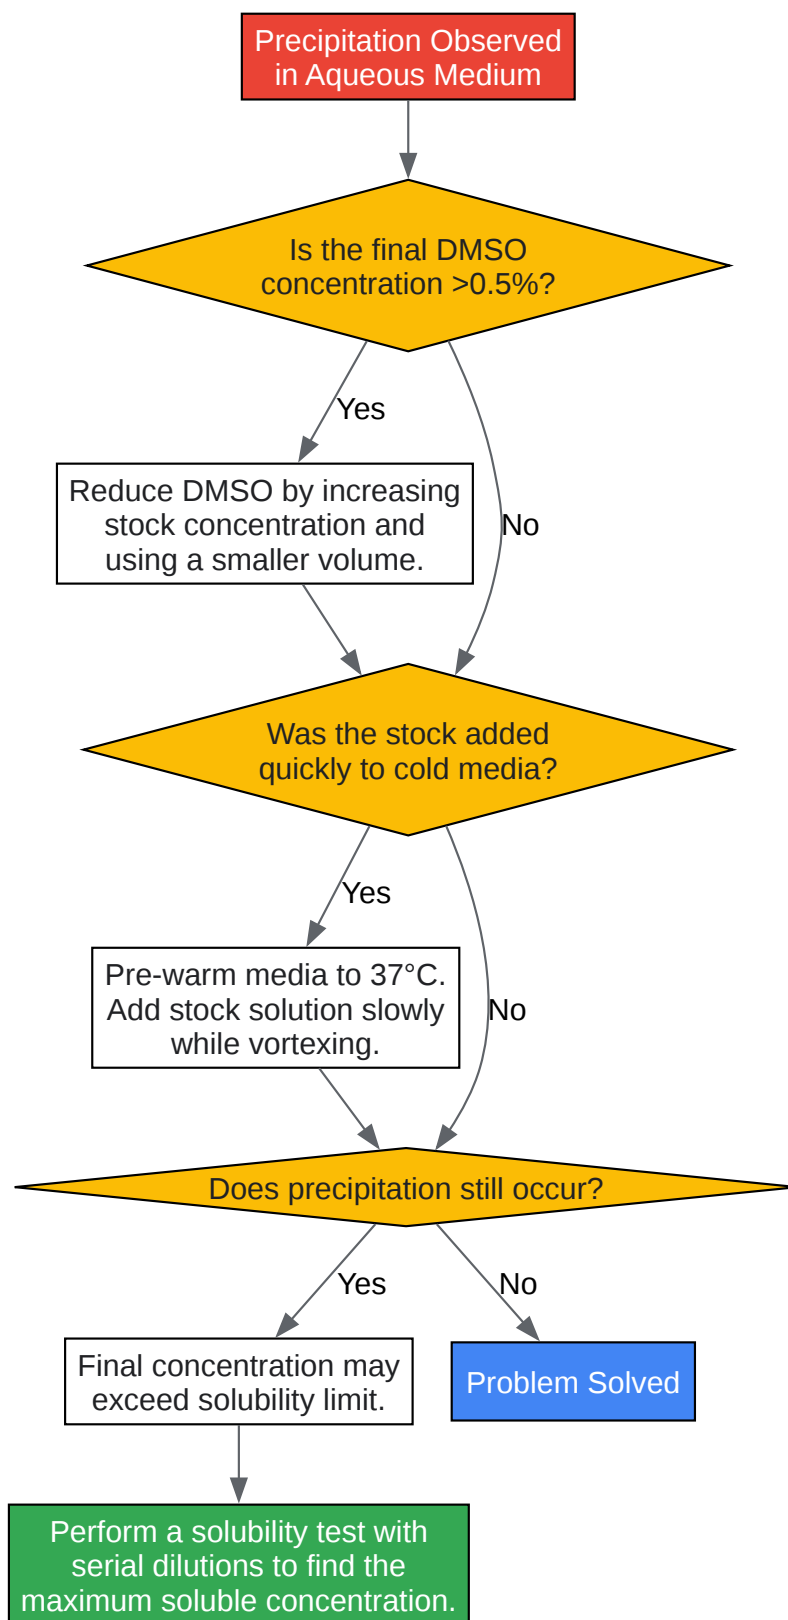 Precipitation Observed
in Aqueous Medium
Is the final DMSO
concentration >0.5%?
Yes
Reduce DMSO by increasing
stock concentration and
using a smaller volume.
No
Was the stock added
quickly to cold media?
Yes
Pre-warm media to 37°C.
Add stock solution slowly
while vortexing.
No
Does precipitation still occur?
Yes
No
Final concentration may
exceed solubility limit.
Problem Solved
Perform a solubility test with
serial dilutions to find the
maximum soluble concentration.